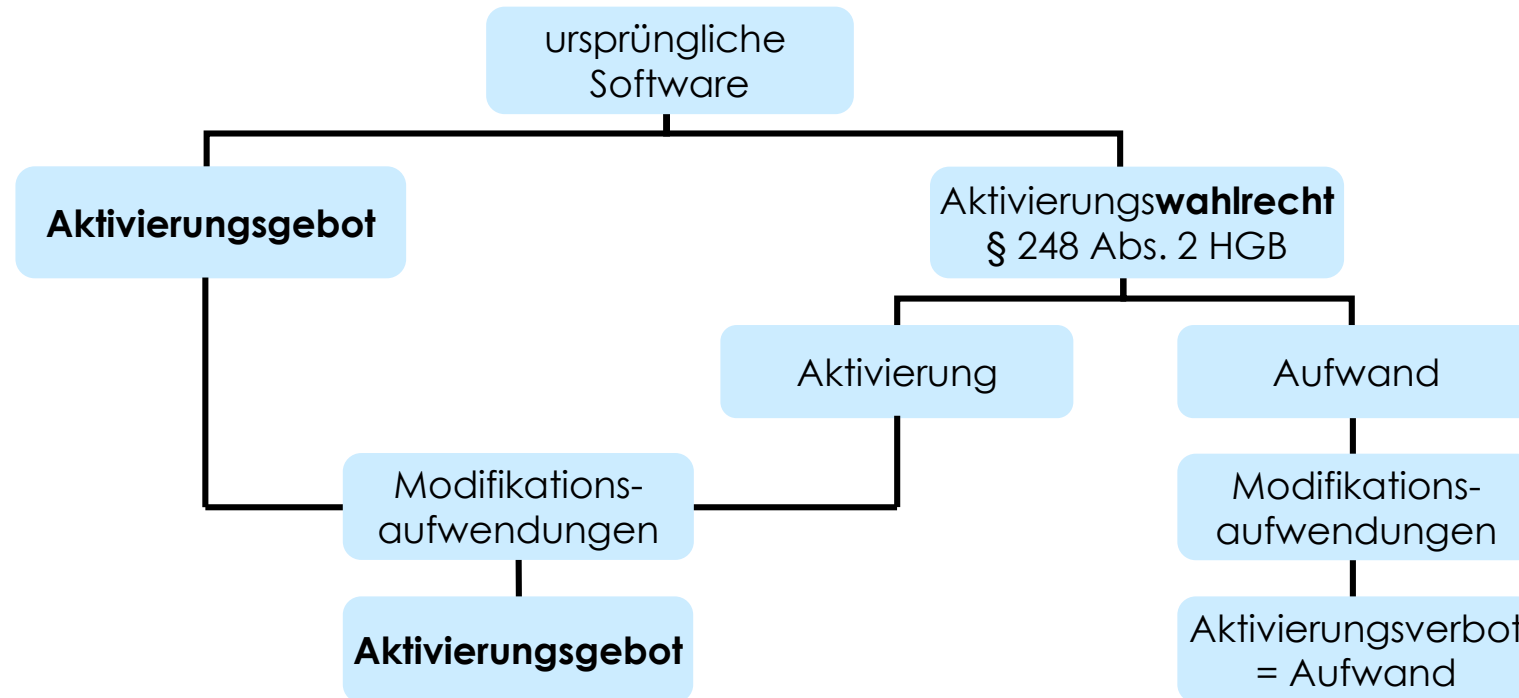 ursprüngliche
Software
Aktivierungsgebot
Aktivierungswahlrecht
§ 248 Abs. 2 HGB
Aktivierung
Aufwand
Modifikations-
aufwendungen
Modifikations-
aufwendungen
Aktivierungsgebot
Aktivierungsverbot
= Aufwand